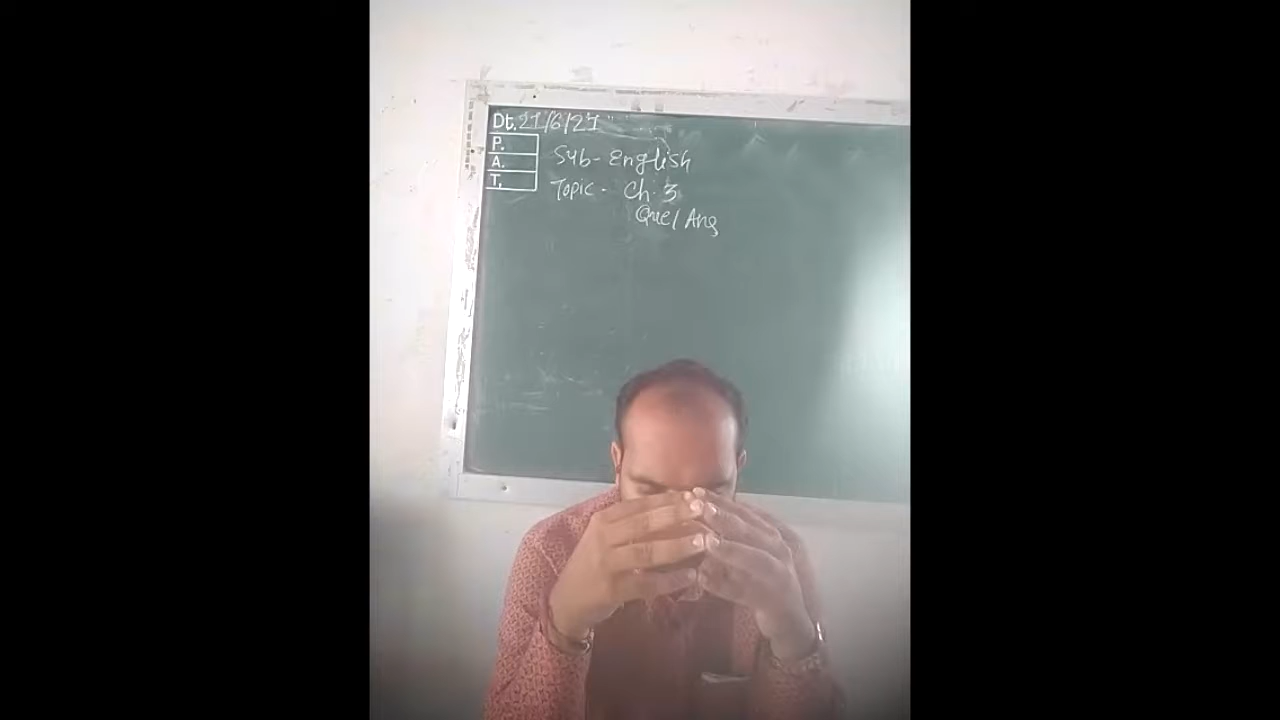 Dt. 21/6/21
P.
A.
T.
Sub- English
Topic - Ch. 3
Que/ Ans